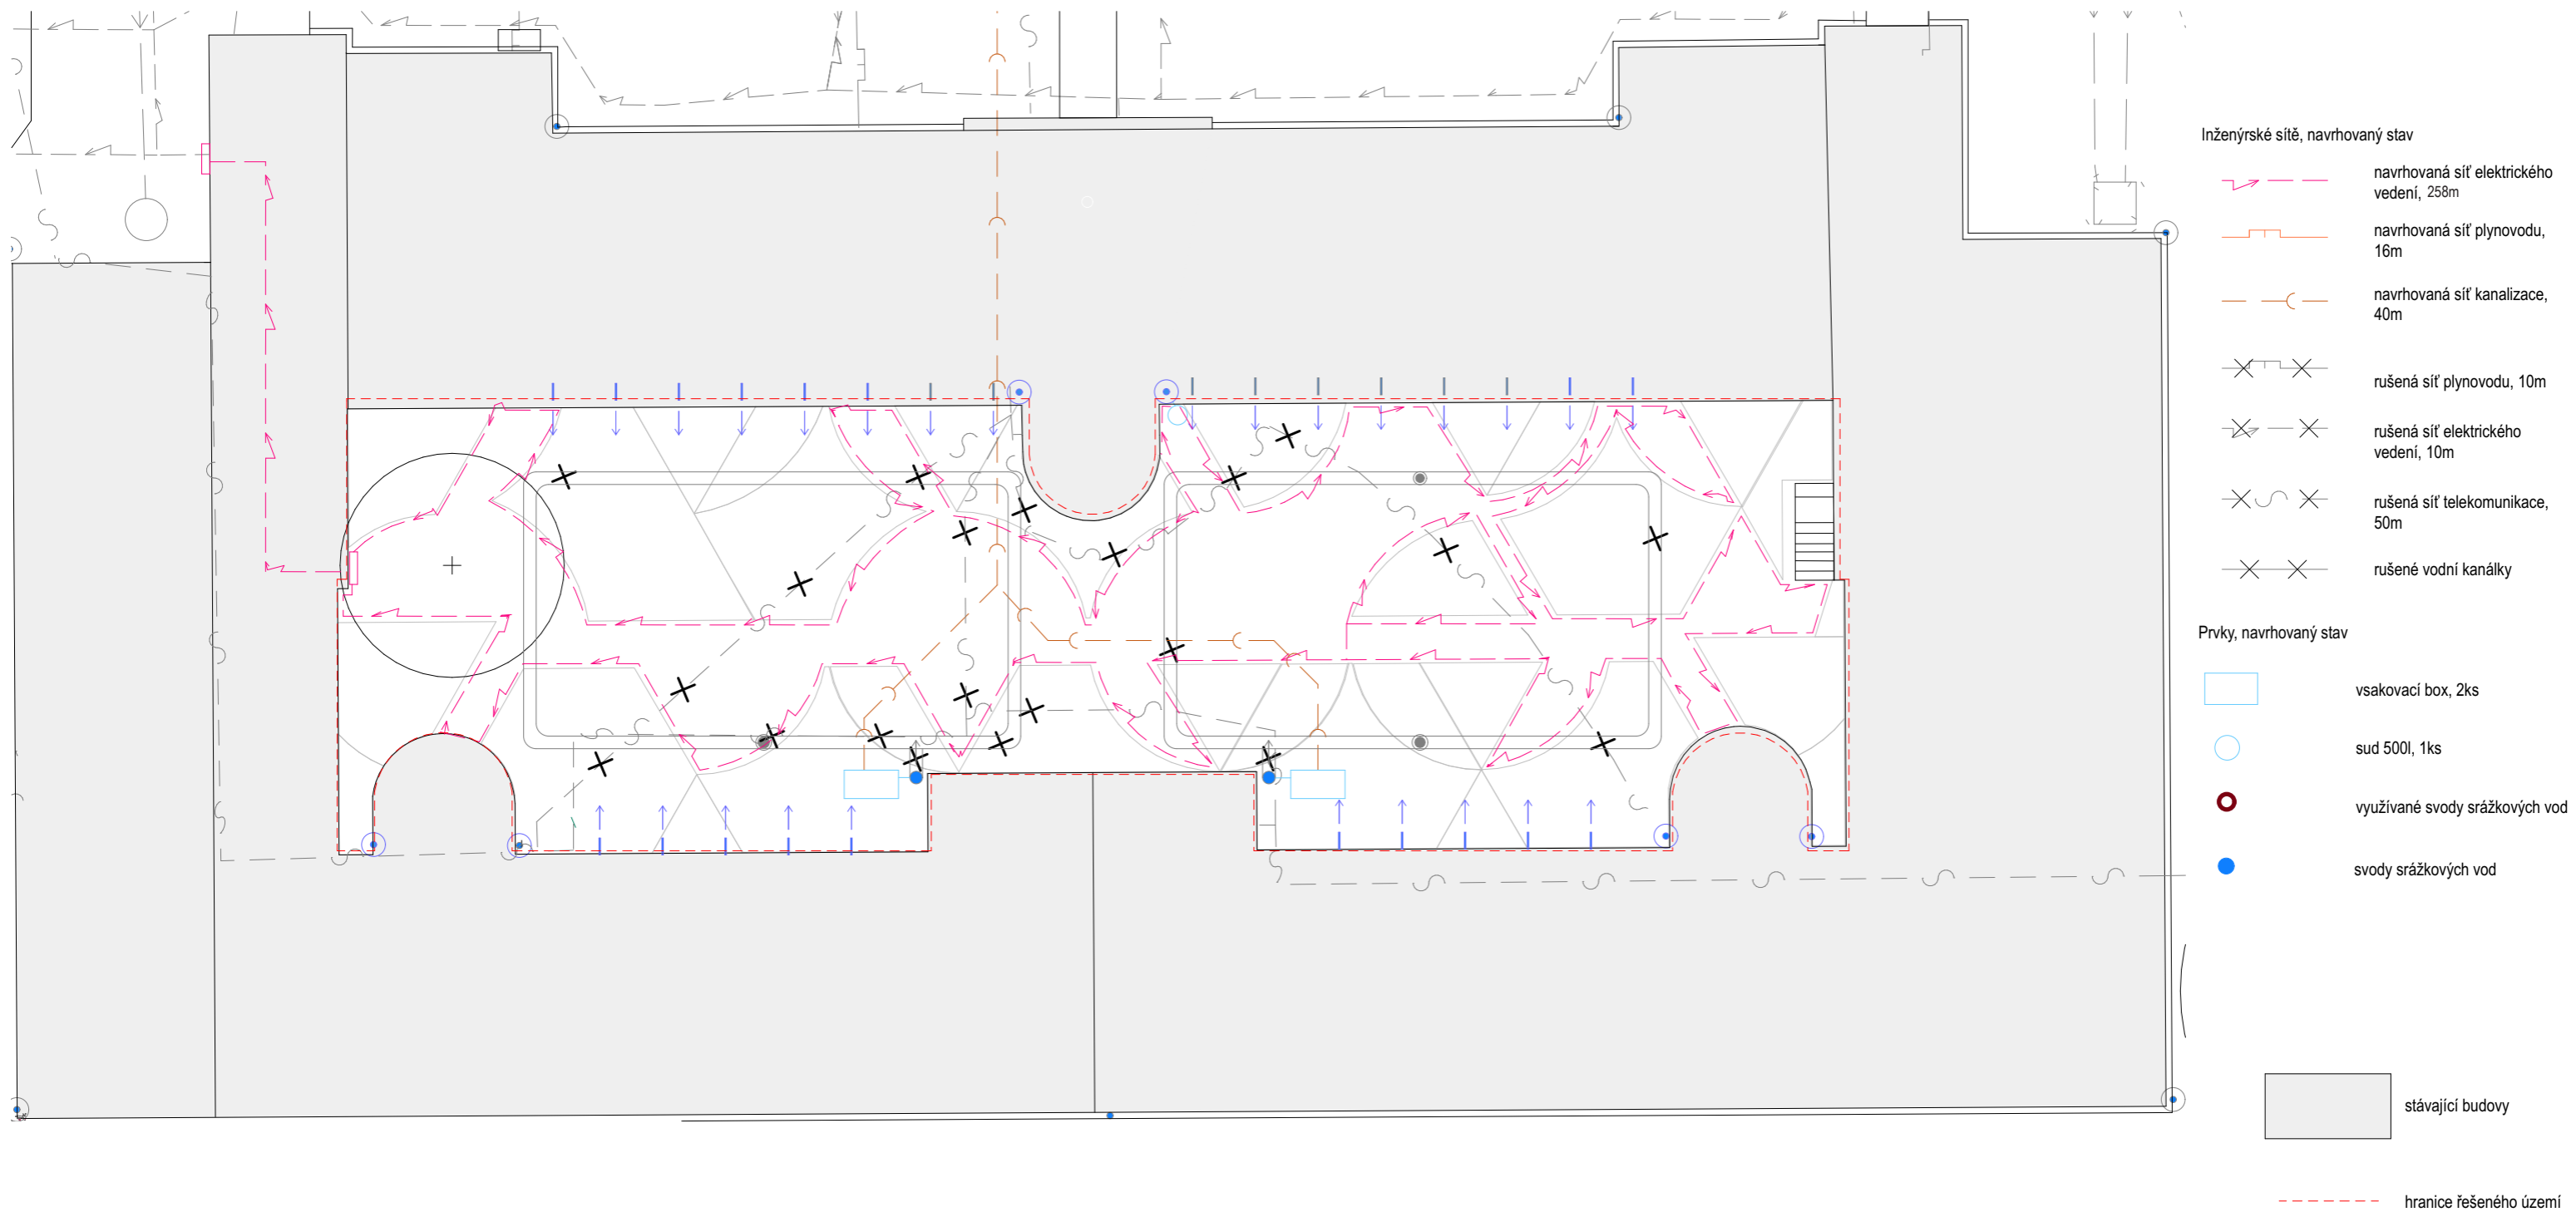 Inženýrské sítě, navrhovaný stav
navrhovaná síť elektrického
vedení, 258m
navrhovaná síť plynovodu,
16m
navrhovaná síť kanalizace,
40m
rušená síť plynovodu, 10m
rušená síť elektrického
vedení, 10m
rušená síť telekomunikace,
50m
rušené vodní kanálky
Prvky, navrhovaný stav
vsakovací box, 2ks
sud 500l, 1ks
využívané svody srážkových vod
svody srážkových vod
stávající budovy
hranice řešeného území